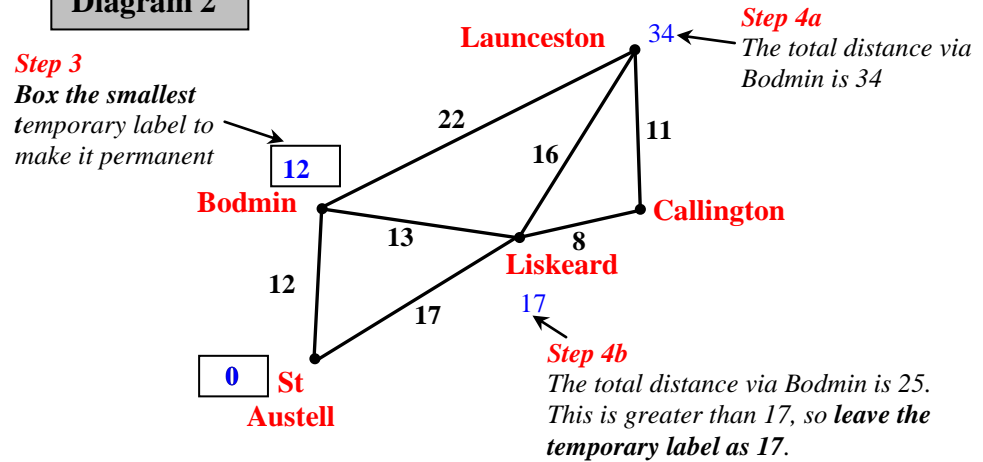 Diagram 2
Step 3
Box the smallest
temporary label to
make it permanent
Launceston
34
Step 4a
The total distance via
Bodmin is 34
22
16
11
12
Bodmin
13
Callington
8
Liskeard
12
17
17
0
St
Austell
Step 4b
The total distance via Bodmin is 25.
This is greater than 17, so leave the
temporary label as 17.